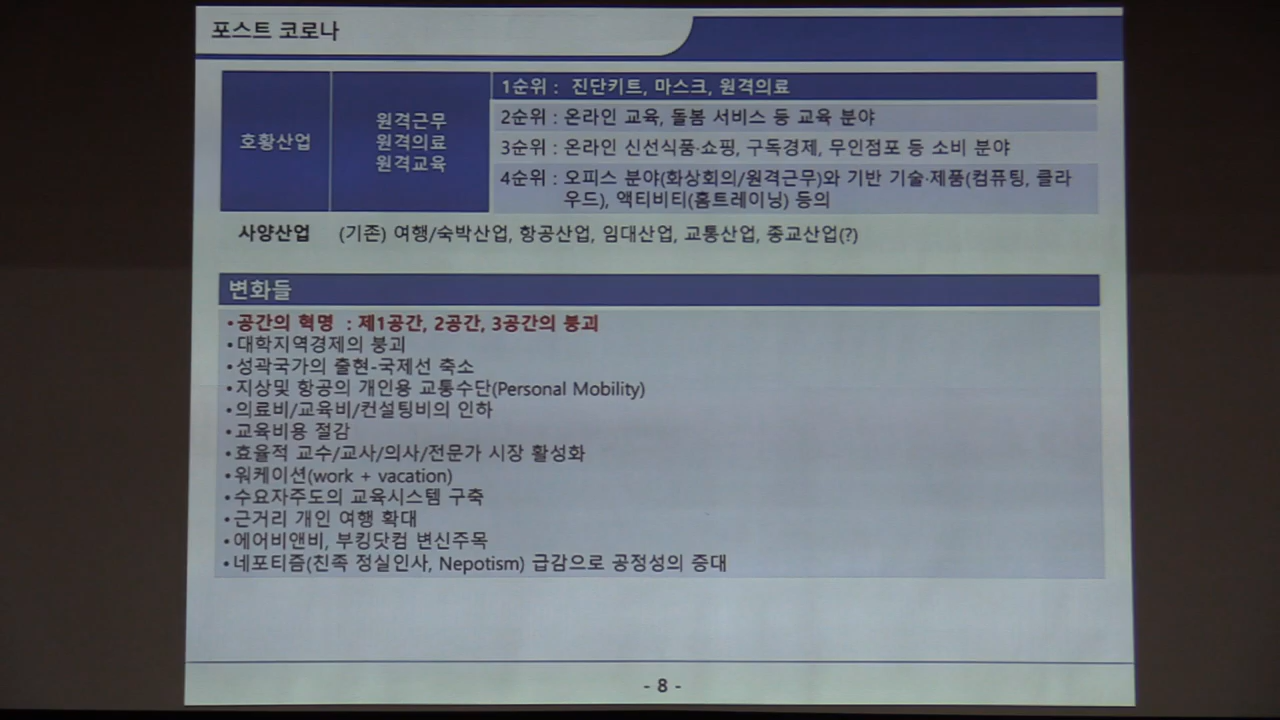 포스트 코로나
호황산업
원격근무
원격의료
원격교육
1순위 : 진단키트, 마스크, 원격의료
2순위 : 온라인 교육, 돌봄 서비스 등 교육 분야
3순위 : 온라인 신선식품·쇼핑, 구독경제, 무인점포 등 소비 분야
4순위 : 오피스 분야(화상회의/원격근무)와 기반 기술·제품(컴퓨팅, 클라
우드), 액티비티(홈트레이닝) 등의
사양산업 (기존) 여행/숙박산업, 항공산업, 임대산업, 교통산업, 종교산업(?)
변화들
•공간의 혁명 : 제1공간, 2공간, 3공간의 붕괴
•대학지역경제의 붕괴
•성곽국가의 출현-국제선 축소
•지상및 항공의 개인용 교통수단(Personal Mobility)
•의료비/교육비/컨설팅비의 인하
•교육비용 절감
•효율적 교수/교사/의사/전문가 시장 활성화
•워케이션(work + vacation)
•수요자주도의 교육시스템 구축
•근거리 개인 여행 확대
•에어비앤비, 부킹닷컴 변신주목
•네포티즘(친족 정실인사, Nepotism) 급감으로 공정성의 증대
- 8 -